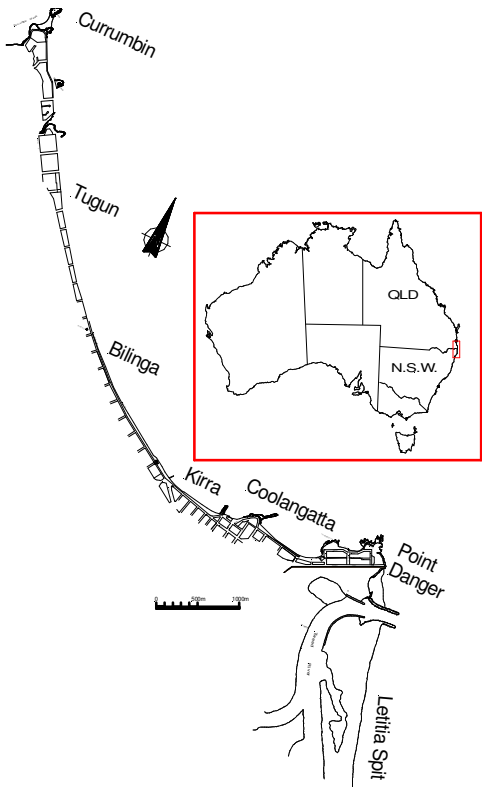 Currumbin
Tugun
QLD
N.S.W.
Bilinga
Kirra
Coolangatta
Point
Danger
0
500m
1000m
Letitia Spit